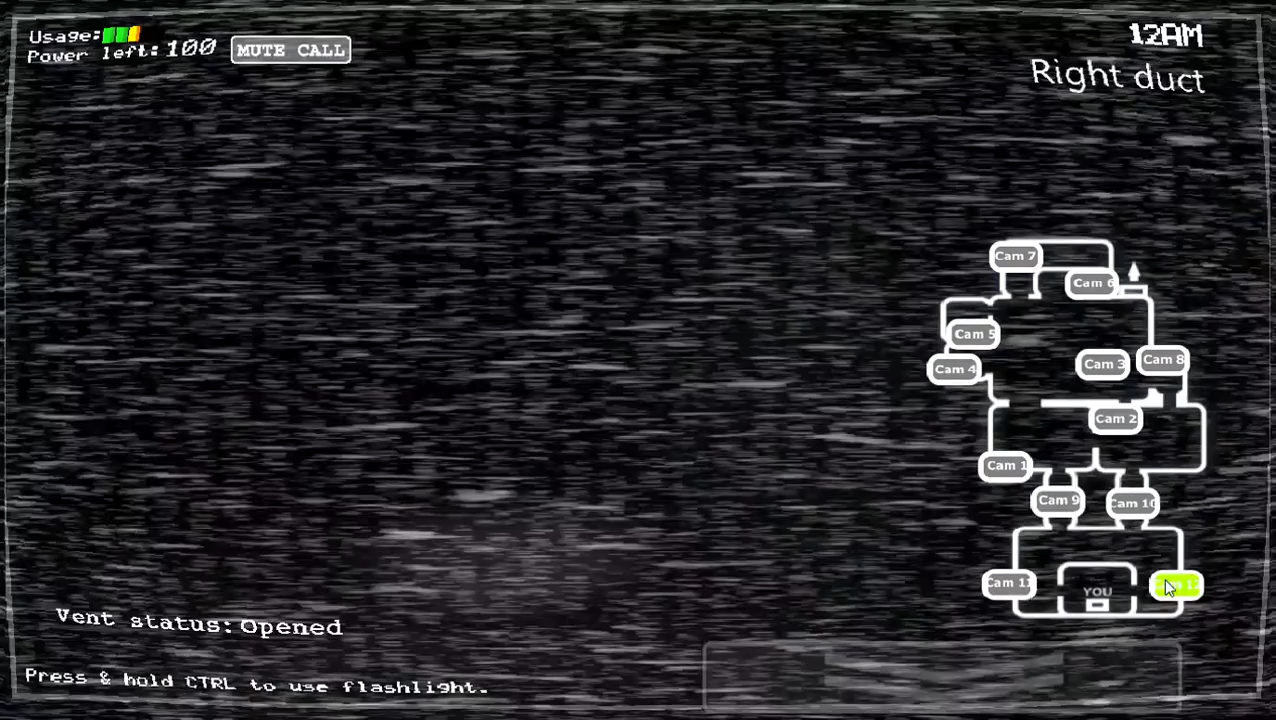 Usage:
Power left: 100
MUTE CALL
12AM
Right duct
Cam 7
Cam 6
Cam 5
Cam 3
Cam 8
Cam 4
Cam 2
Cam 1
Cam 9
Cam 10
Cam 11
YOU
Vent status: Opened
Press & hold CTRL to use flashlight.